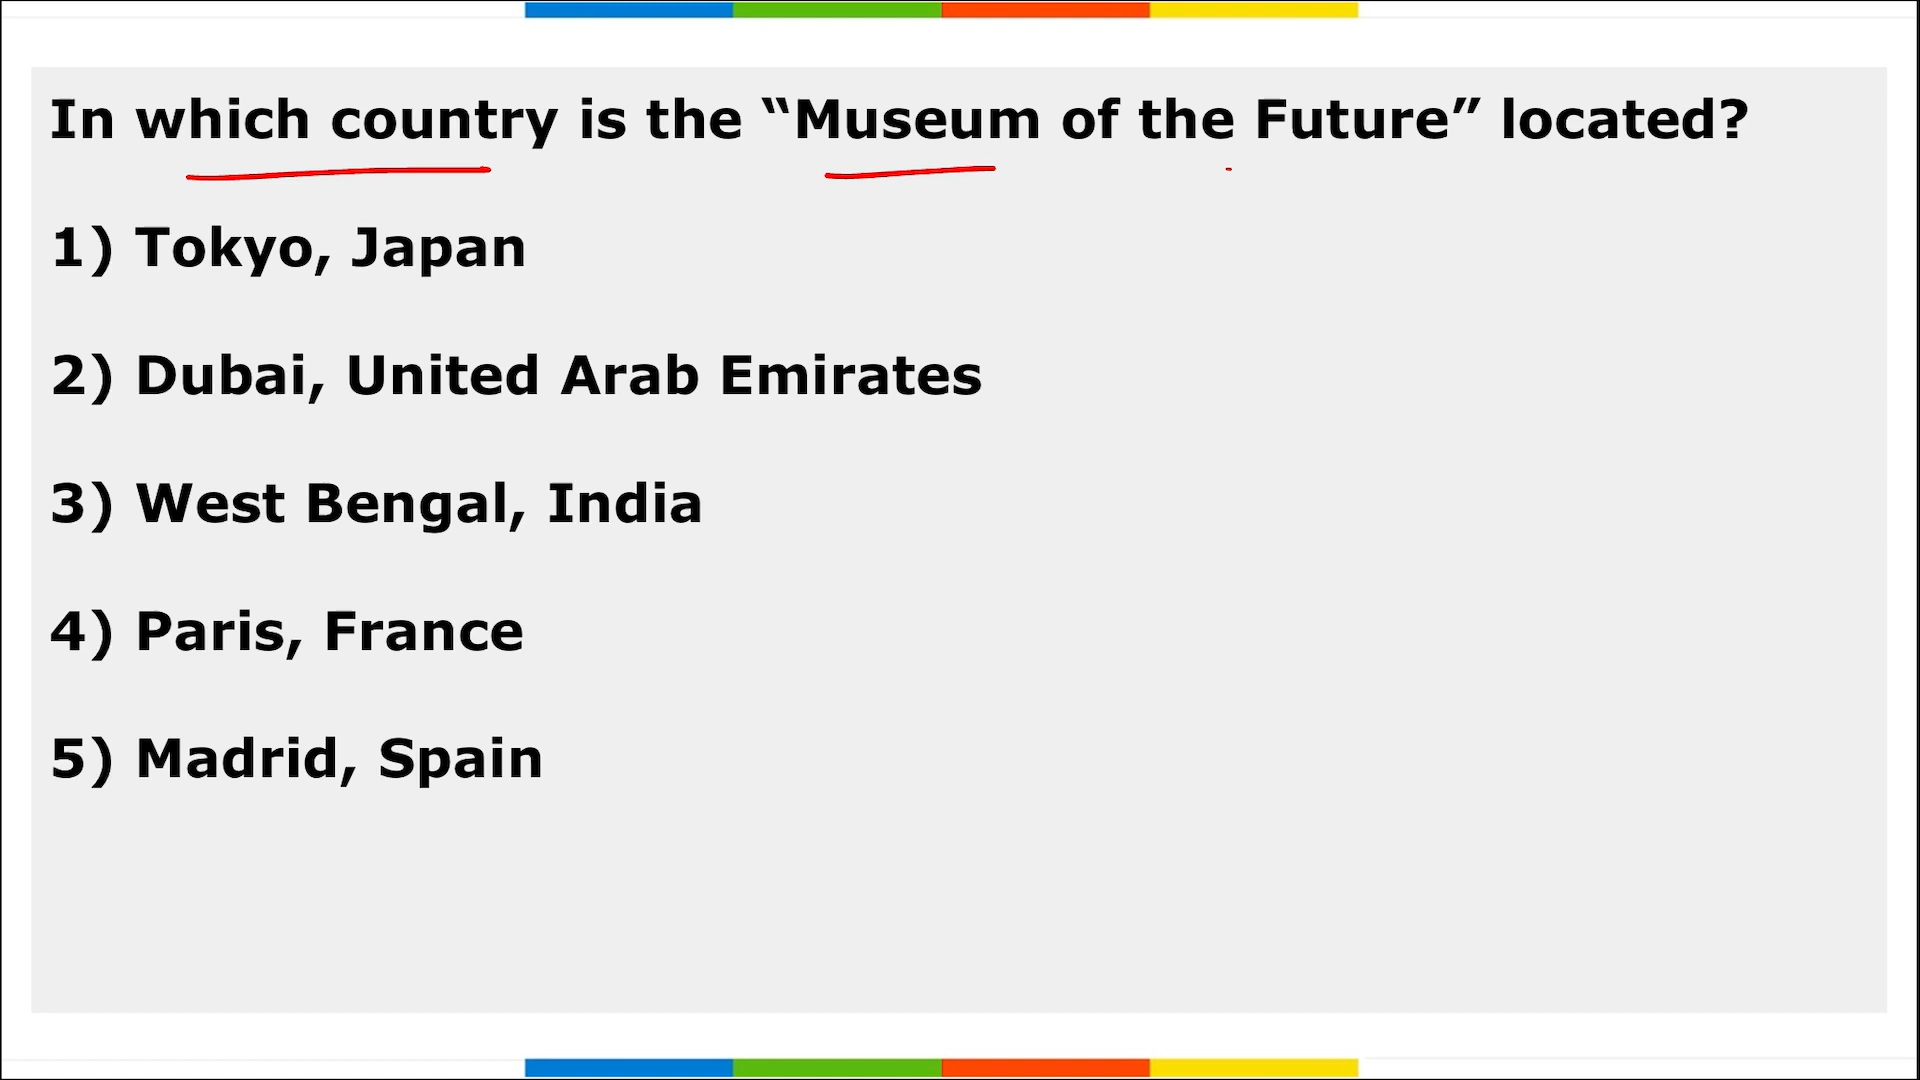 In which country is the “Museum of the Future” located?
1) Tokyo, Japan
2) Dubai, United Arab Emirates
3) West Bengal, India
4) Paris, France
5) Madrid, Spain